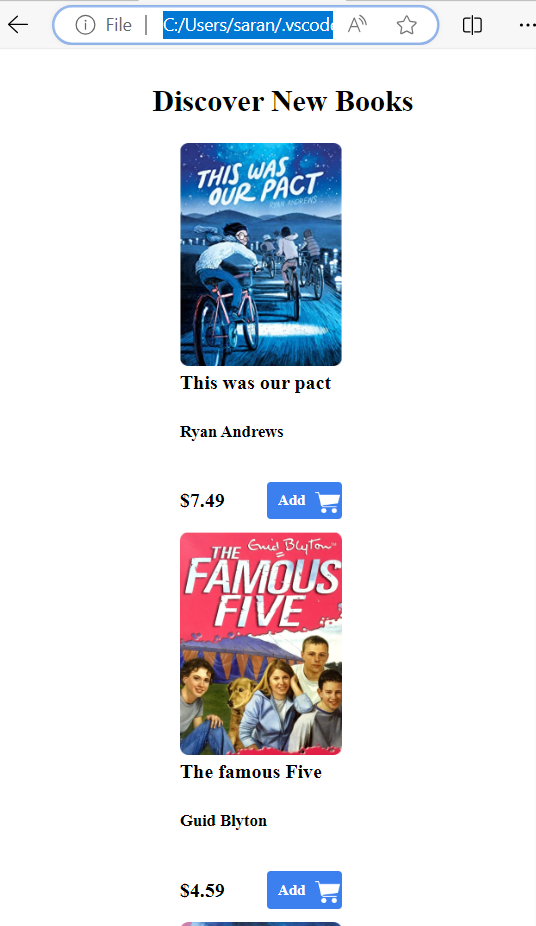 File | C:/Users/saran/.vscode
Discover New Books
THIS WAS
OUR PACT
RYAN ANDREWS
This was our pact
Ryan Andrews
$7.49 Add
Enid Blyton
THE
FAMOUS
FIVE
The famous Five
Guid Blyton
$4.59 Add